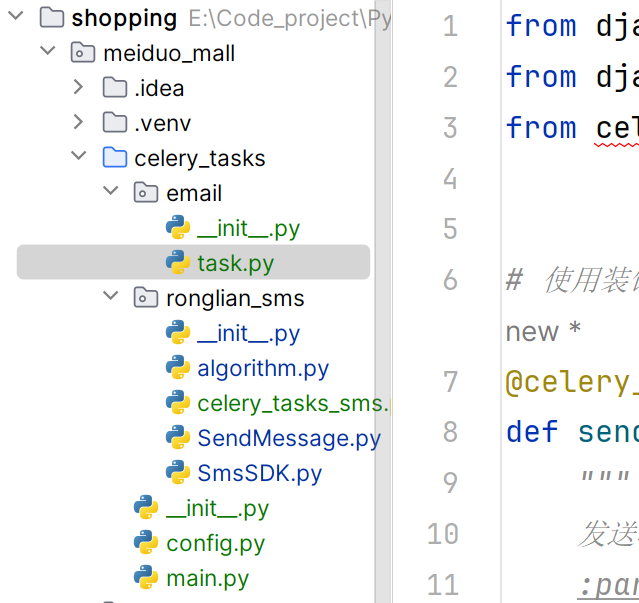 shopping E:\Code_project\Py
meiduo_mall
.idea
.venv
celery_tasks
email
__init__.py
task.py
ronglian_sms
__init__.py
algorithm.py
celery_tasks_sms.
SendMessage.py
SmsSDK.py
__init__.py
config.py
main.py
1 from dja
2 from dja
3 from cel
4
5
6 # 使用装
new *
7 @celery_
8 def send
9 """
10 发送
11 :par